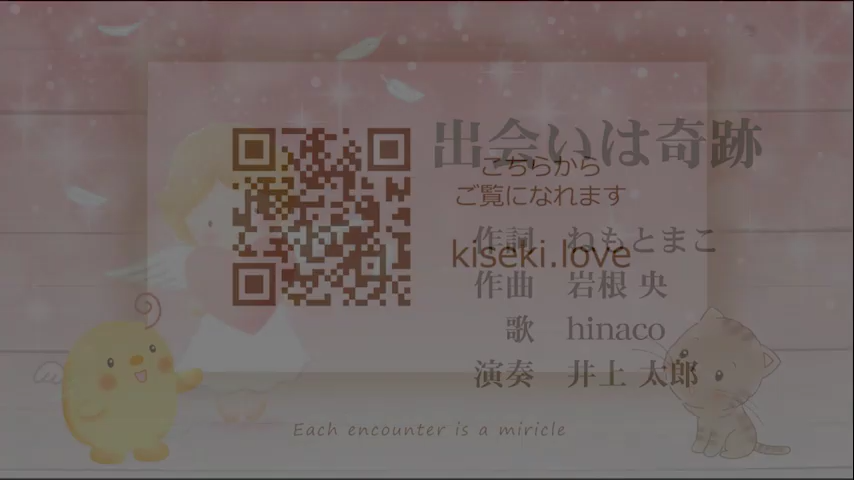 出会いは奇跡
こちらから
ご覧になれます
作詞 ねもとまこ
kiseki.love
作曲 岩根 央
歌 hinaco
演奏 井上 太郎
Each encounter is a miricle